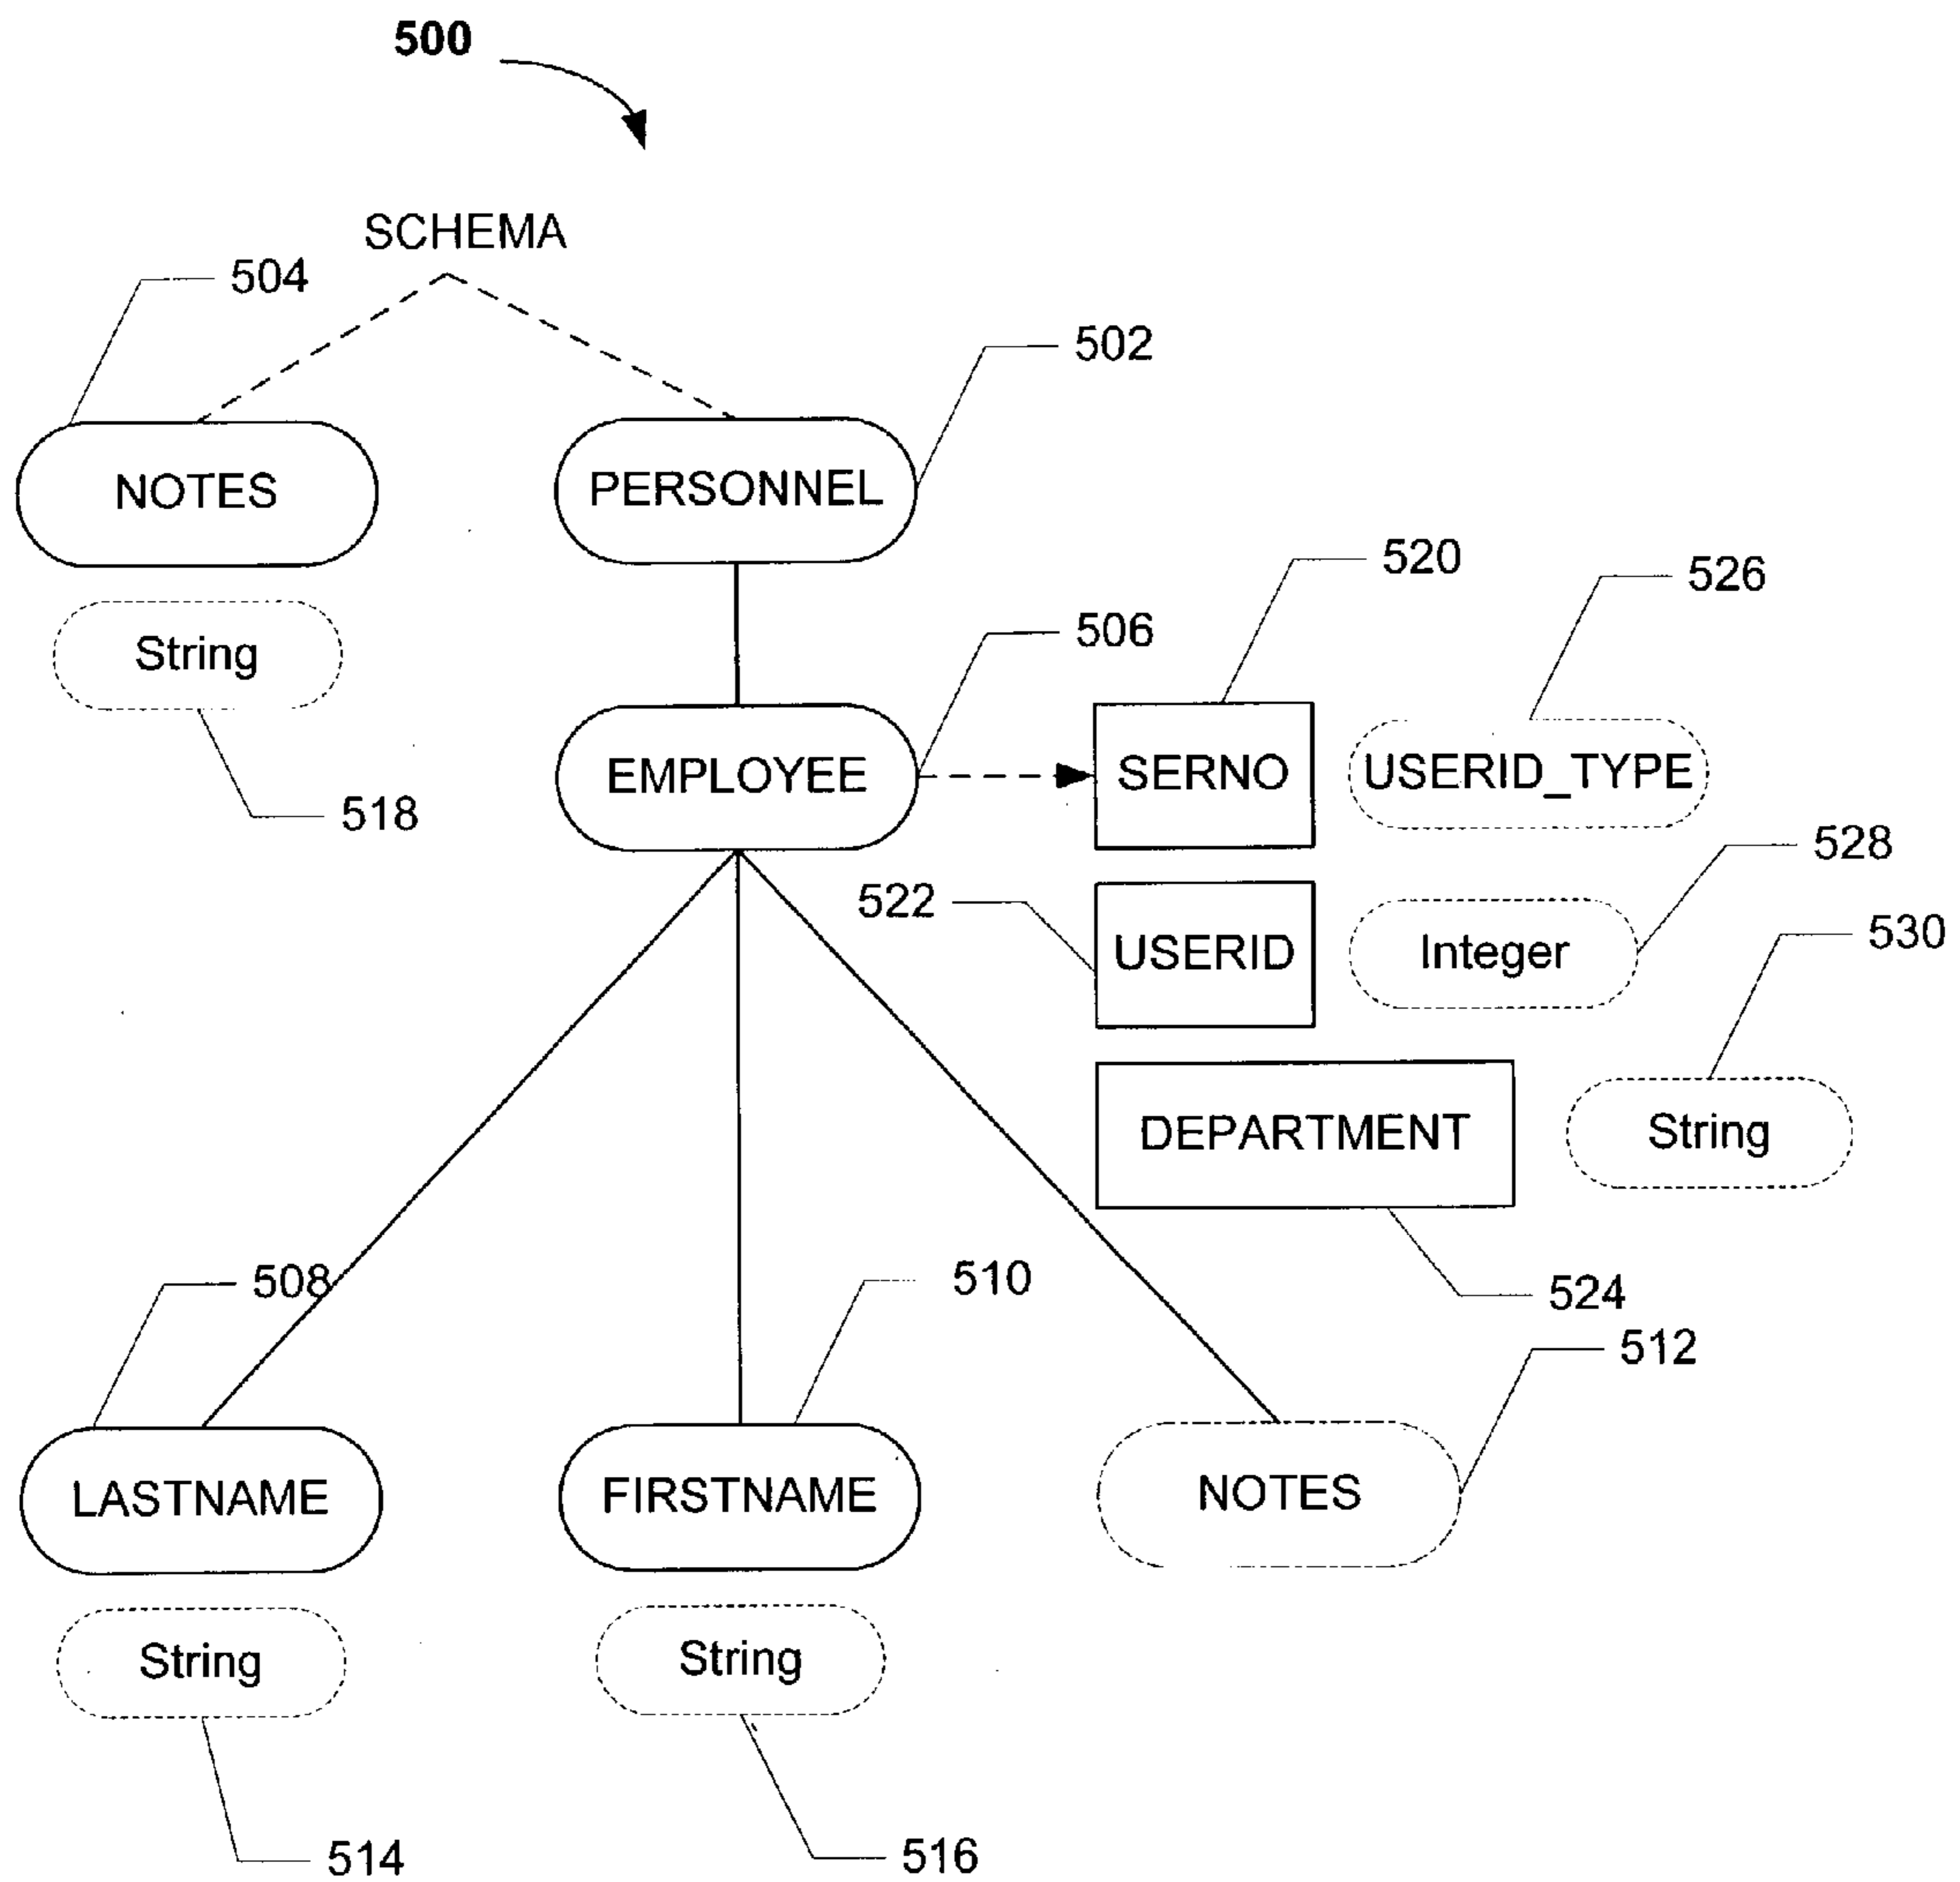 500
SCHEMA
504
502
NOTES
PERSONNEL
520
526
String
506
518
EMPLOYEE
SERNO
USERID_TYPE
528
522
USERID
Integer
530
DEPARTMENT
String
508
510
524
512
LASTNAME
FIRSTNAME
NOTES
String
String
514
516